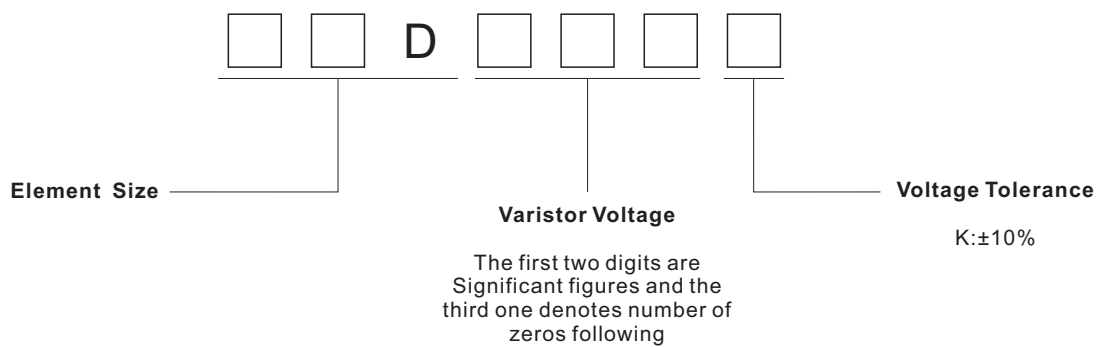 D
Element Size
Varistor Voltage
The first two digits are
Significant figures and the
third one denotes number of
zeros following
Voltage Tolerance
K:±10%